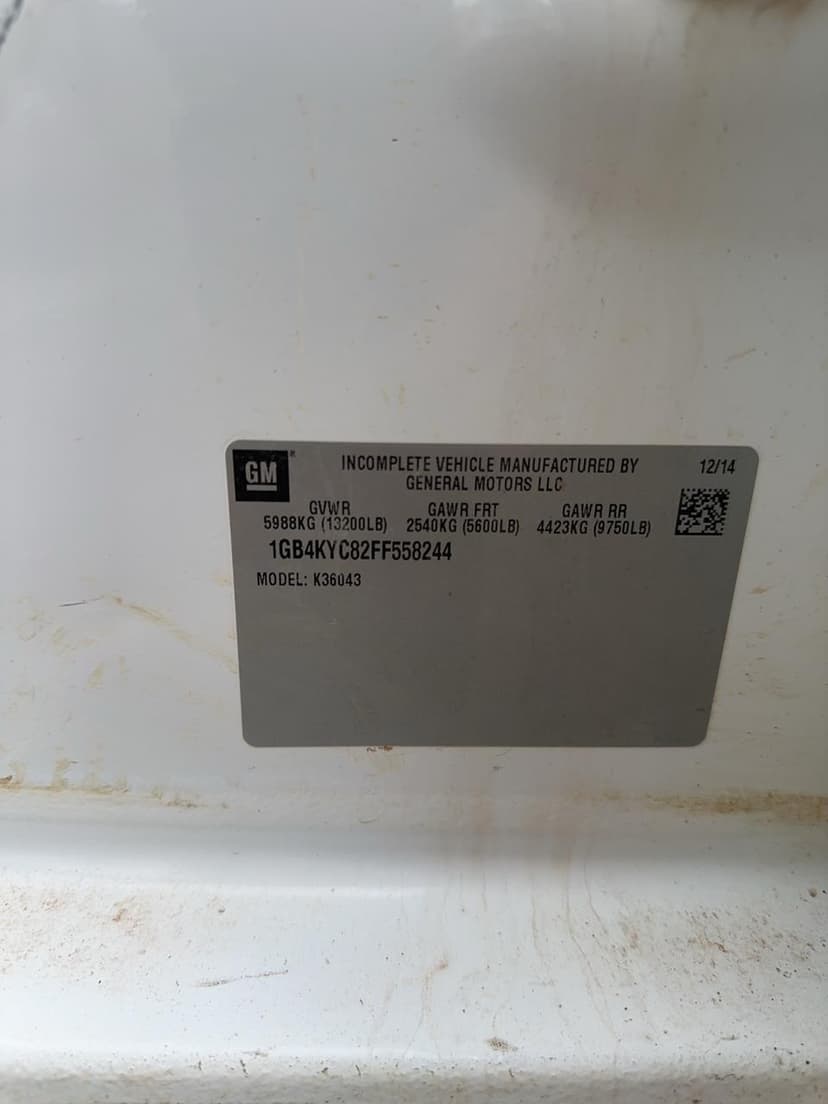 GM
INCOMPLETE VEHICLE MANUFACTURED BY
GENERAL MOTORS LLC
12/14
GVWR GAWR FRT GAWR RR
5988KG (13200LB) 2540KG (5600LB) 4423KG (9750LB)
1GB4KYC82FF558244
MODEL: K36043